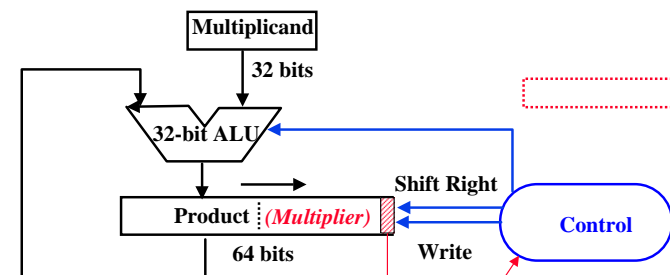 Multiplicand
32 bits
32-bit ALU
Shift Right
Product (Multiplier)
Control
Write
64 bits